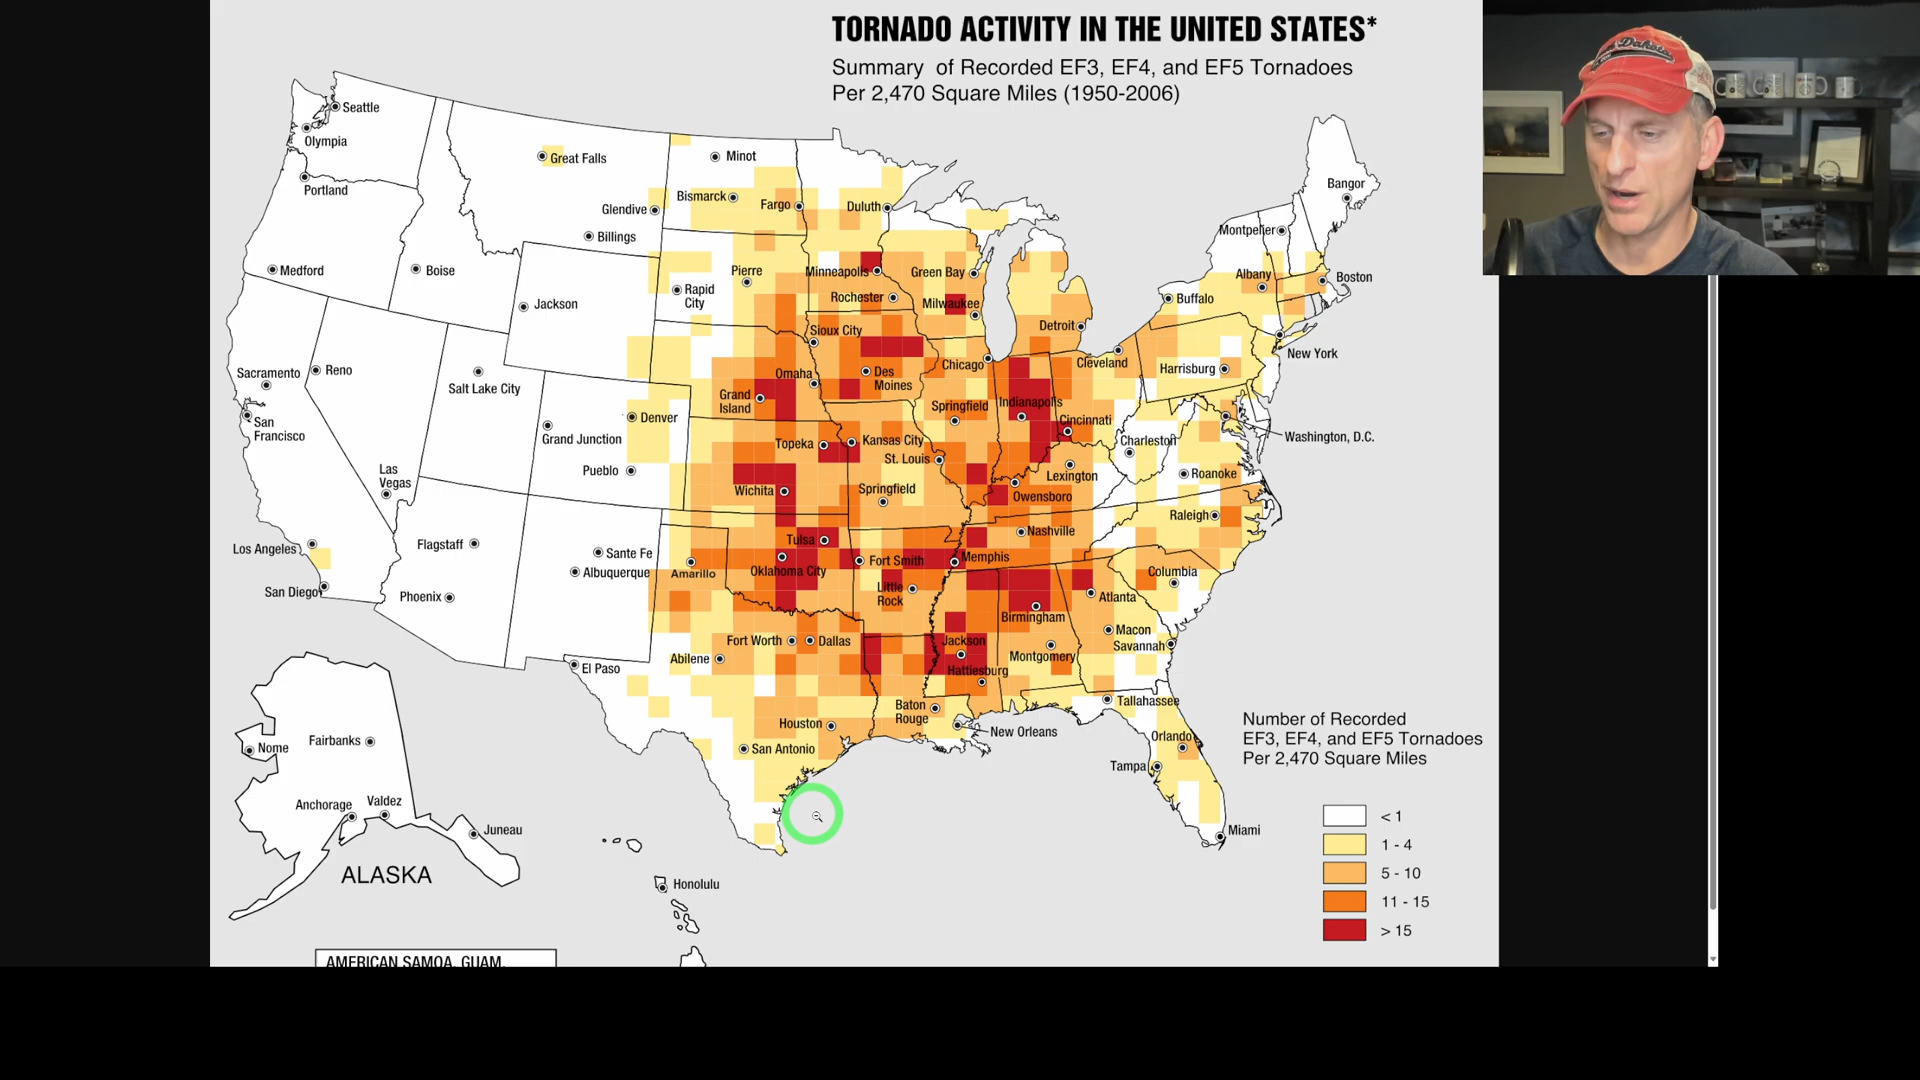 TORNADO ACTIVITY IN THE UNITED STATES*
Summary of Recorded EF3, EF4, and EF5 Tornadoes
Per 2,470 Square Miles (1950-2006)
Seattle
Olympia
Portland
Great Falls
Minot
Bismarck
Fargo
Duluth
Glendive
Billings
Bangor
Montpelier
Medford
Boise
Pierre
Minneapolis
Green Bay
Albany
Boston
Rapid
City
Jackson
Rochester
Milwaukee
Buffalo
Sioux City
Detroit
New York
Sacramento
Reno
Salt Lake City
Omaha
Des
Moines
Chicago
Cleveland
Harrisburg
San
Francisco
Grand
Island
Denver
Springfield
Indianapolis
Cincinnati
Grand Junction
Topeka
Kansas City
Charleston
Washington, D.C.
Pueblo
St. Louis
Lexington
Roanoke
Las
Vegas
Wichita
Springfield
Owensboro
Raleigh
Los Angeles
Flagstaff
Sante Fe
Tulsa
Nashville
Albuquerque
Amarillo
Oklahoma City
Fort Smith
Memphis
Columbia
San Diego
Phoenix
Little
Rock
Atlanta
Birmingham
Fort Worth
Dallas
Jackson
Macon
Savannah
El Paso
Abilene
Hattiesburg
Montgomery
Tallahassee
Houston
Baton
Rouge
New Orleans
San Antonio
Orlando
Tampa
Miami
Nome
Fairbanks
Anchorage
Valdez
Juneau
ALASKA
Honolulu
AMERICAN SAMOA, GUAM,
Number of Recorded
EF3, EF4, and EF5 Tornadoes
Per 2,470 Square Miles
< 1
1 - 4
5 - 10
11 - 15
> 15